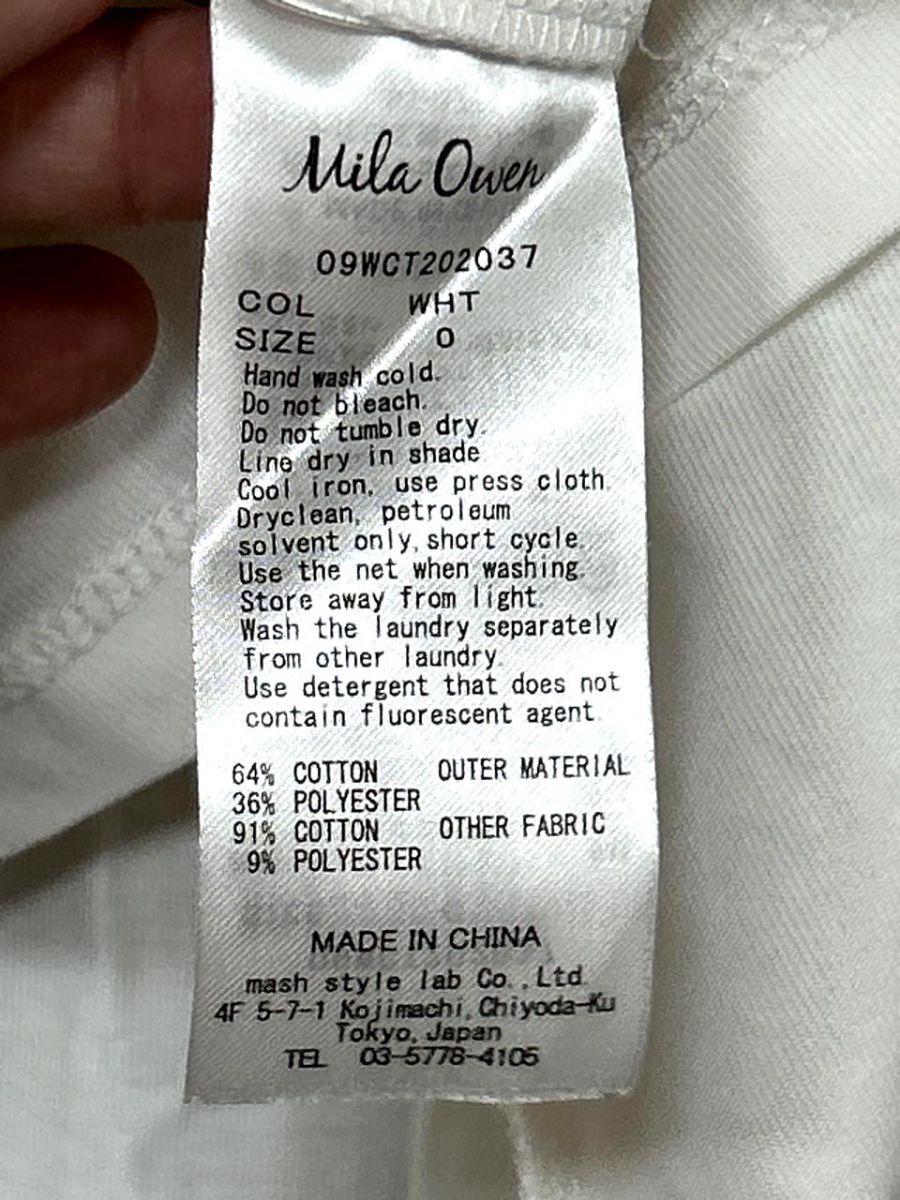 Mila Owen
09WCT202037
COL WHT
SIZE 0
Hand wash cold.
Do not bleach.
Do not tumble dry.
Line dry in shade
Cool iron, use press cloth.
Dryclean, petroleum
solvent only, short cycle.
Use the net when washing.
Store away from light.
Wash the laundry separately
from other laundry.
Use detergent that does not
contain fluorescent agent.
64% COTTON OUTER MATERIAL
36% POLYESTER
91% COTTON OTHER FABRIC
9% POLYESTER
MADE IN CHINA
mash style lab Co., Ltd.
4F 5-7-1 Kojimachi, Chiyoda-Ku
Tokyo, Japan
TEL 03-5778-4105